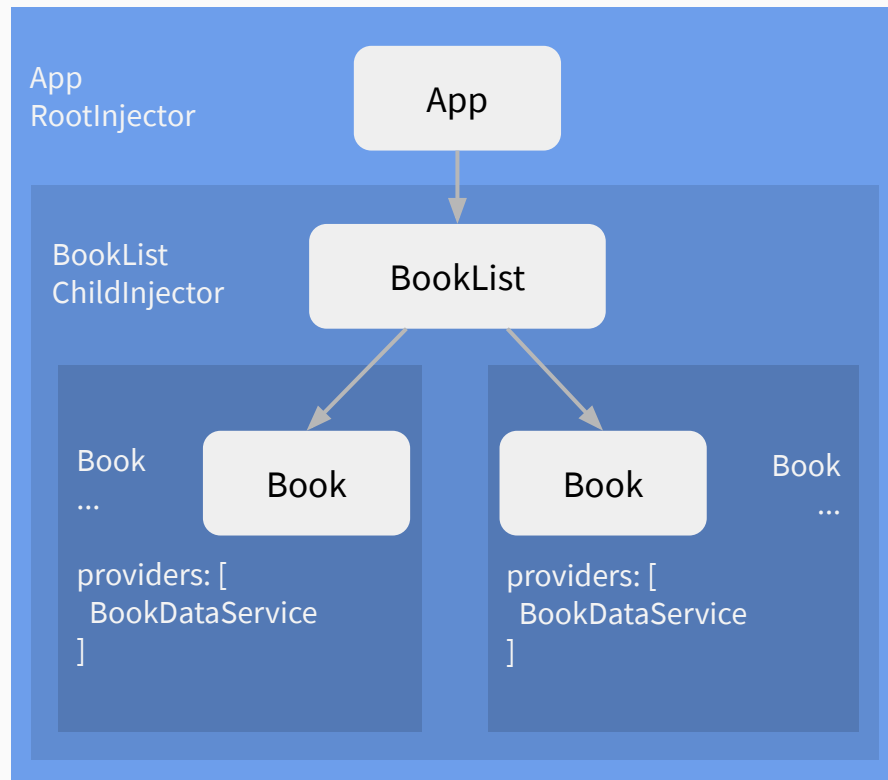 App
RootInjector
App
BookList
ChildInjector
BookList
Book
...
Book
providers: [
BookDataService
]
Book
Book
...
providers: [
BookDataService
]